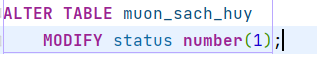 ALTER TABLE muon_sach_huy
MODIFY status number(1);